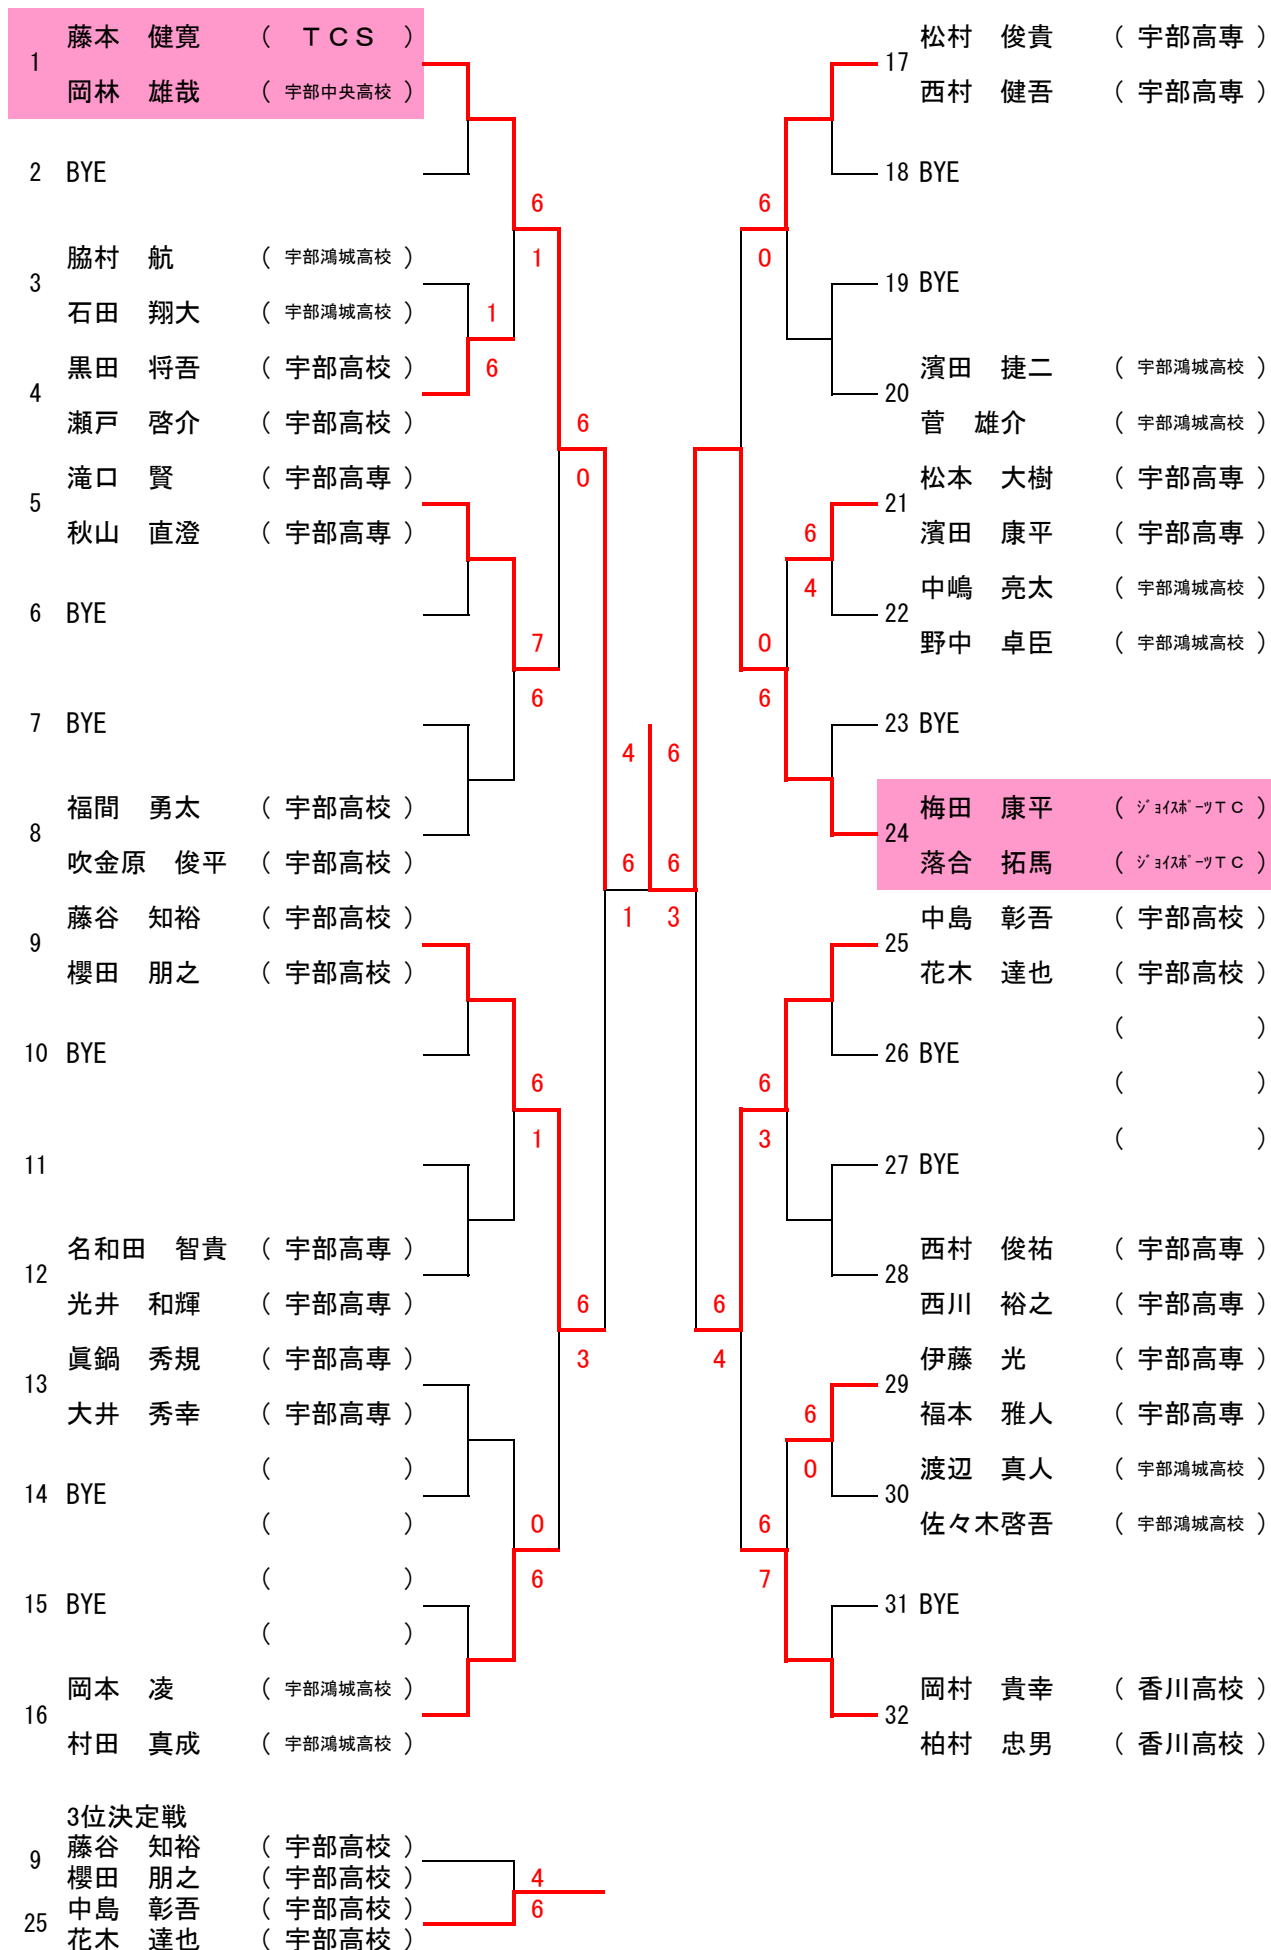 藤本　健寛　（　ＴＣＳ　）
1
岡林　雄哉　（ 宇部中央高校 ）
2 BYE
6
脇村　航　（ 宇部鴻城高校 ）
1
3
石田　翔大　（ 宇部鴻城高校 ）
1
黒田　将吾　（ 宇部高校 ）
6
4
瀬戸　啓介　（ 宇部高校 ）
6
滝口　賢　（ 宇部高専 ）
0
5
秋山　直澄　（ 宇部高専 ）
6 BYE
7
6
7 BYE
4 6
福間　勇太　（ 宇部高校 ）
8
吹金原　俊平　（ 宇部高校 ）
6 6
藤谷　知裕　（ 宇部高校 ）
1 3
9
櫻田　朋之　（ 宇部高校 ）
10 BYE
6
1
11
名和田　智貴　（ 宇部高専 ）
12
光井　和輝　（ 宇部高専 ）
6
眞鍋　秀規　（ 宇部高専 ）
3
13
大井　秀幸　（ 宇部高専 ）
（　　　）
14 BYE
（　　　）
0
（　　　）
6
15 BYE
（　　　）
岡本　凌　（ 宇部鴻城高校 ）
16
村田　真成　（ 宇部鴻城高校 ）
松村　俊貴　（ 宇部高専 ）
17
西村　健吾　（ 宇部高専 ）
18 BYE
6
0
19 BYE
濱田　捷二　（ 宇部鴻城高校 ）
20
菅　雄介　（ 宇部鴻城高校 ）
松本　大樹　（ 宇部高専 ）
21
濱田　康平　（ 宇部高専 ）
6
中嶋　亮太　（ 宇部鴻城高校 ）
4
22
野中　卓臣　（ 宇部鴻城高校 ）
0
6
23 BYE
梅田　康平　（ ｼﾞｮｲｽﾎﾟｰﾂＴＣ ）
24
落合　拓馬　（ ｼﾞｮｲｽﾎﾟｰﾂＴＣ ）
中島　彰吾　（ 宇部高校 ）
25
花木　達也　（ 宇部高校 ）
（　　　）
26 BYE
（　　　）
6
（　　　）
3
27 BYE
西村　俊祐　（ 宇部高専 ）
28
西川　裕之　（ 宇部高専 ）
6
伊藤　光　（ 宇部高専 ）
4
29
福本　雅人　（ 宇部高専 ）
6
渡辺　真人　（ 宇部鴻城高校 ）
0
30
佐々木啓吾　（ 宇部鴻城高校 ）
6
7
31 BYE
岡村　貴幸　（ 香川高校 ）
32
柏村　忠男　（ 香川高校 ）
3位決定戦
藤谷　知裕　（ 宇部高校 ）
9
櫻田　朋之　（ 宇部高校 ）
4
中島　彰吾　（ 宇部高校 ）
6
25
花木　達也　（ 宇部高校 ）